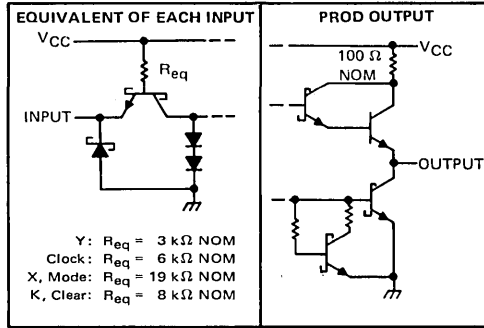 EQUIVALENT OF EACH INPUT
VCC
Req
INPUT
Y: Req = 3 kΩ NOM
Clock: Req = 6 kΩ NOM
X, Mode: Req = 19 kΩ NOM
K, Clear: Req = 8 kΩ NOM
PROD OUTPUT
VCC
100 Ω
NOM
OUTPUT